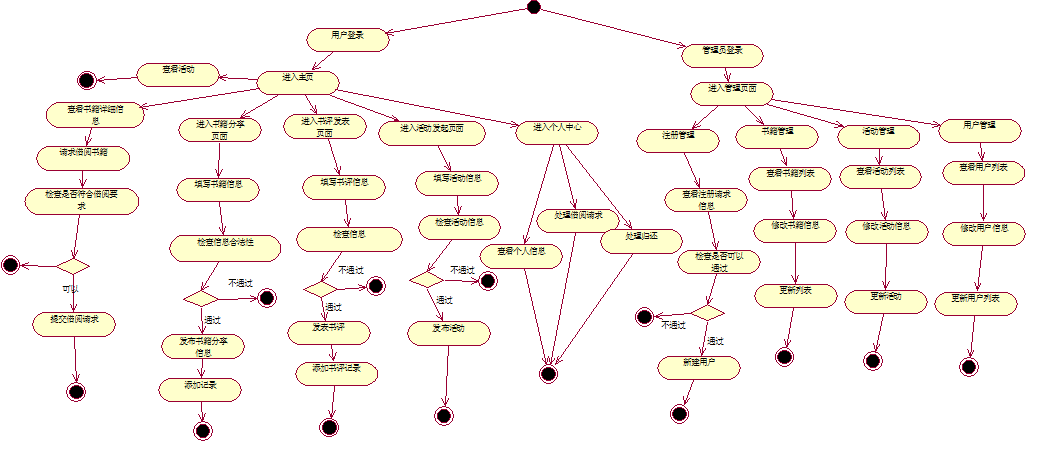 用户登录
管理员登录
查看活动
进入主页
进入管理页面
查看书籍详细信
息
进入书籍分享
页面
进入书评发表
页面
进入活动发起页面
进入个人中心
注册管理
书籍管理
活动管理
用户管理
请求借阅书籍
填写书籍信息
填写书评信息
填写活动信息
查看书籍列表
查看活动列表
查看用户列表
检查是否符合借阅要
求
查看注册请求
信息
处理借阅请求
检查活动信息
修改书籍信息
修改活动信息
修改用户信息
检查信息合法性
检查信息
查看个人信息
处理归还
检查是否可以
通过
不通过
不通过
不通过
可以
更新列表
更新活动
更新用户列表
提交借阅请求
通过
通过
通过
不通过
发布书籍分享
信息
发表书评
发布活动
通过
添加记录
添加书评记录
新建用户